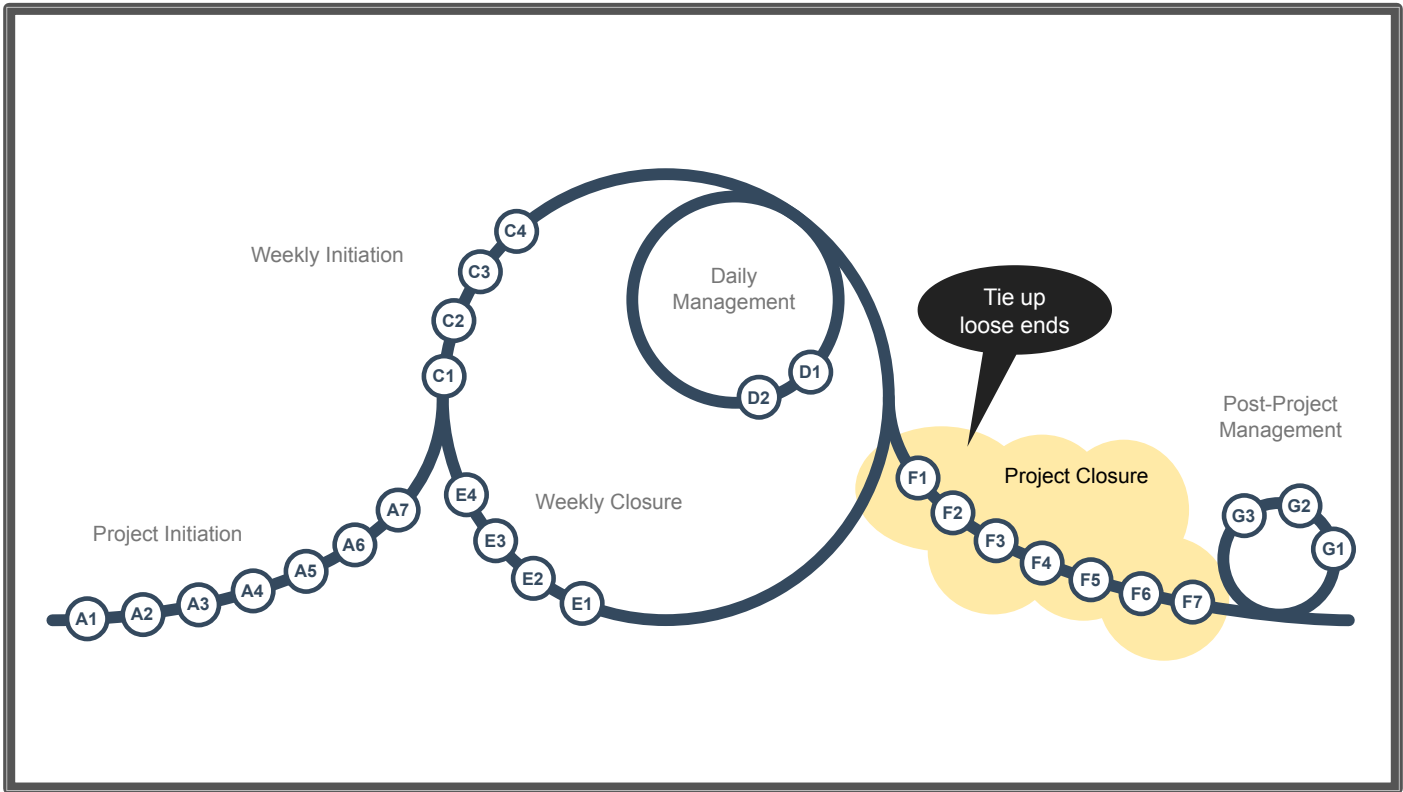 Weekly Initiation
C4
C3
C2
C1
Daily
Management
D1
D2
Tie up
loose ends
Post-Project
Management
Project Initiation
A1
A2
A3
A4
A5
A6
A7
Weekly Closure
E4
E3
E2
E1
Project Closure
F1
F2
F3
F4
F5
F6
F7
G3
G2
G1